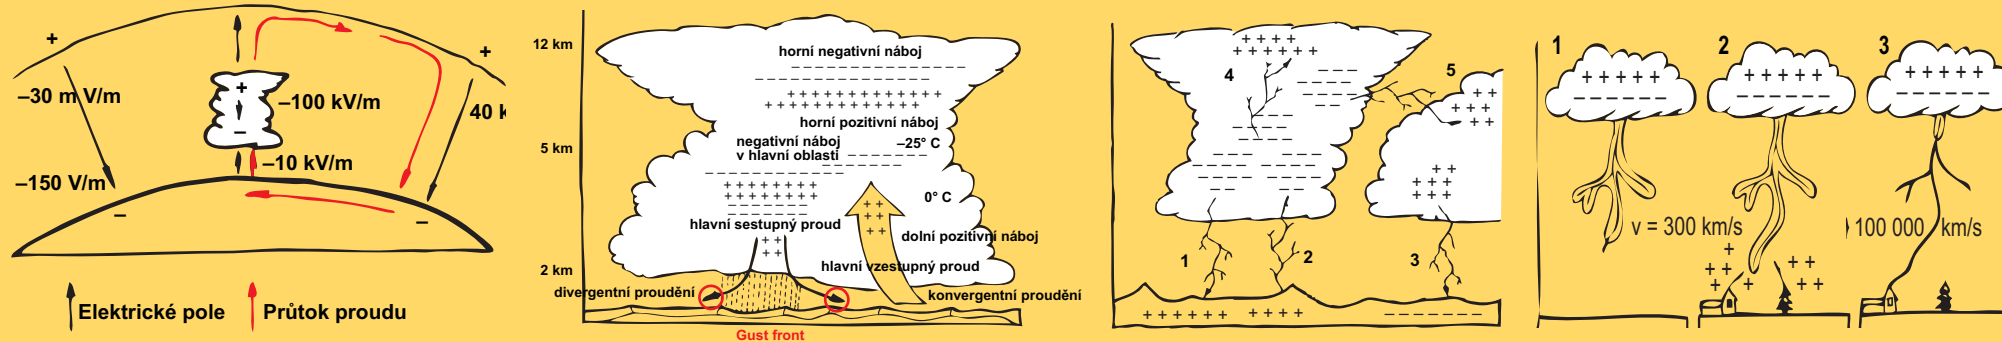 –30 m V/m
–100 kV/m
40 k
–10 kV/m
–150 V/m
Elektrické pole
Průtok proudu
12 km
horní negativní náboj
horní pozitivní náboj
5 km
negativní náboj
v hlavní oblasti
–25° C
0° C
hlavní sestupný proud
dolní pozitivní náboj
hlavní vzestupný proud
2 km
divergentní proudění
konvergentní proudění
Gust front
4
5
1
2
3
1
2
3
v = 300 km/s
100 000 km/s